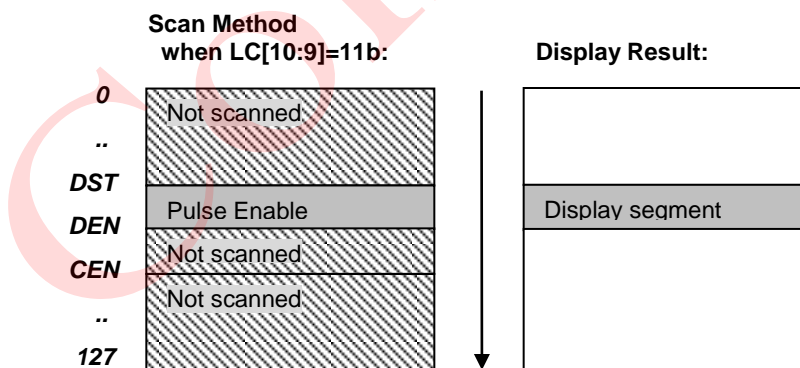 Scan Method
when LC[10:9]=11b:
Display Result:
0
Not scanned
..
DST
Pulse Enable
Display segment
DEN
Not scanned
CEN
Not scanned
..
127